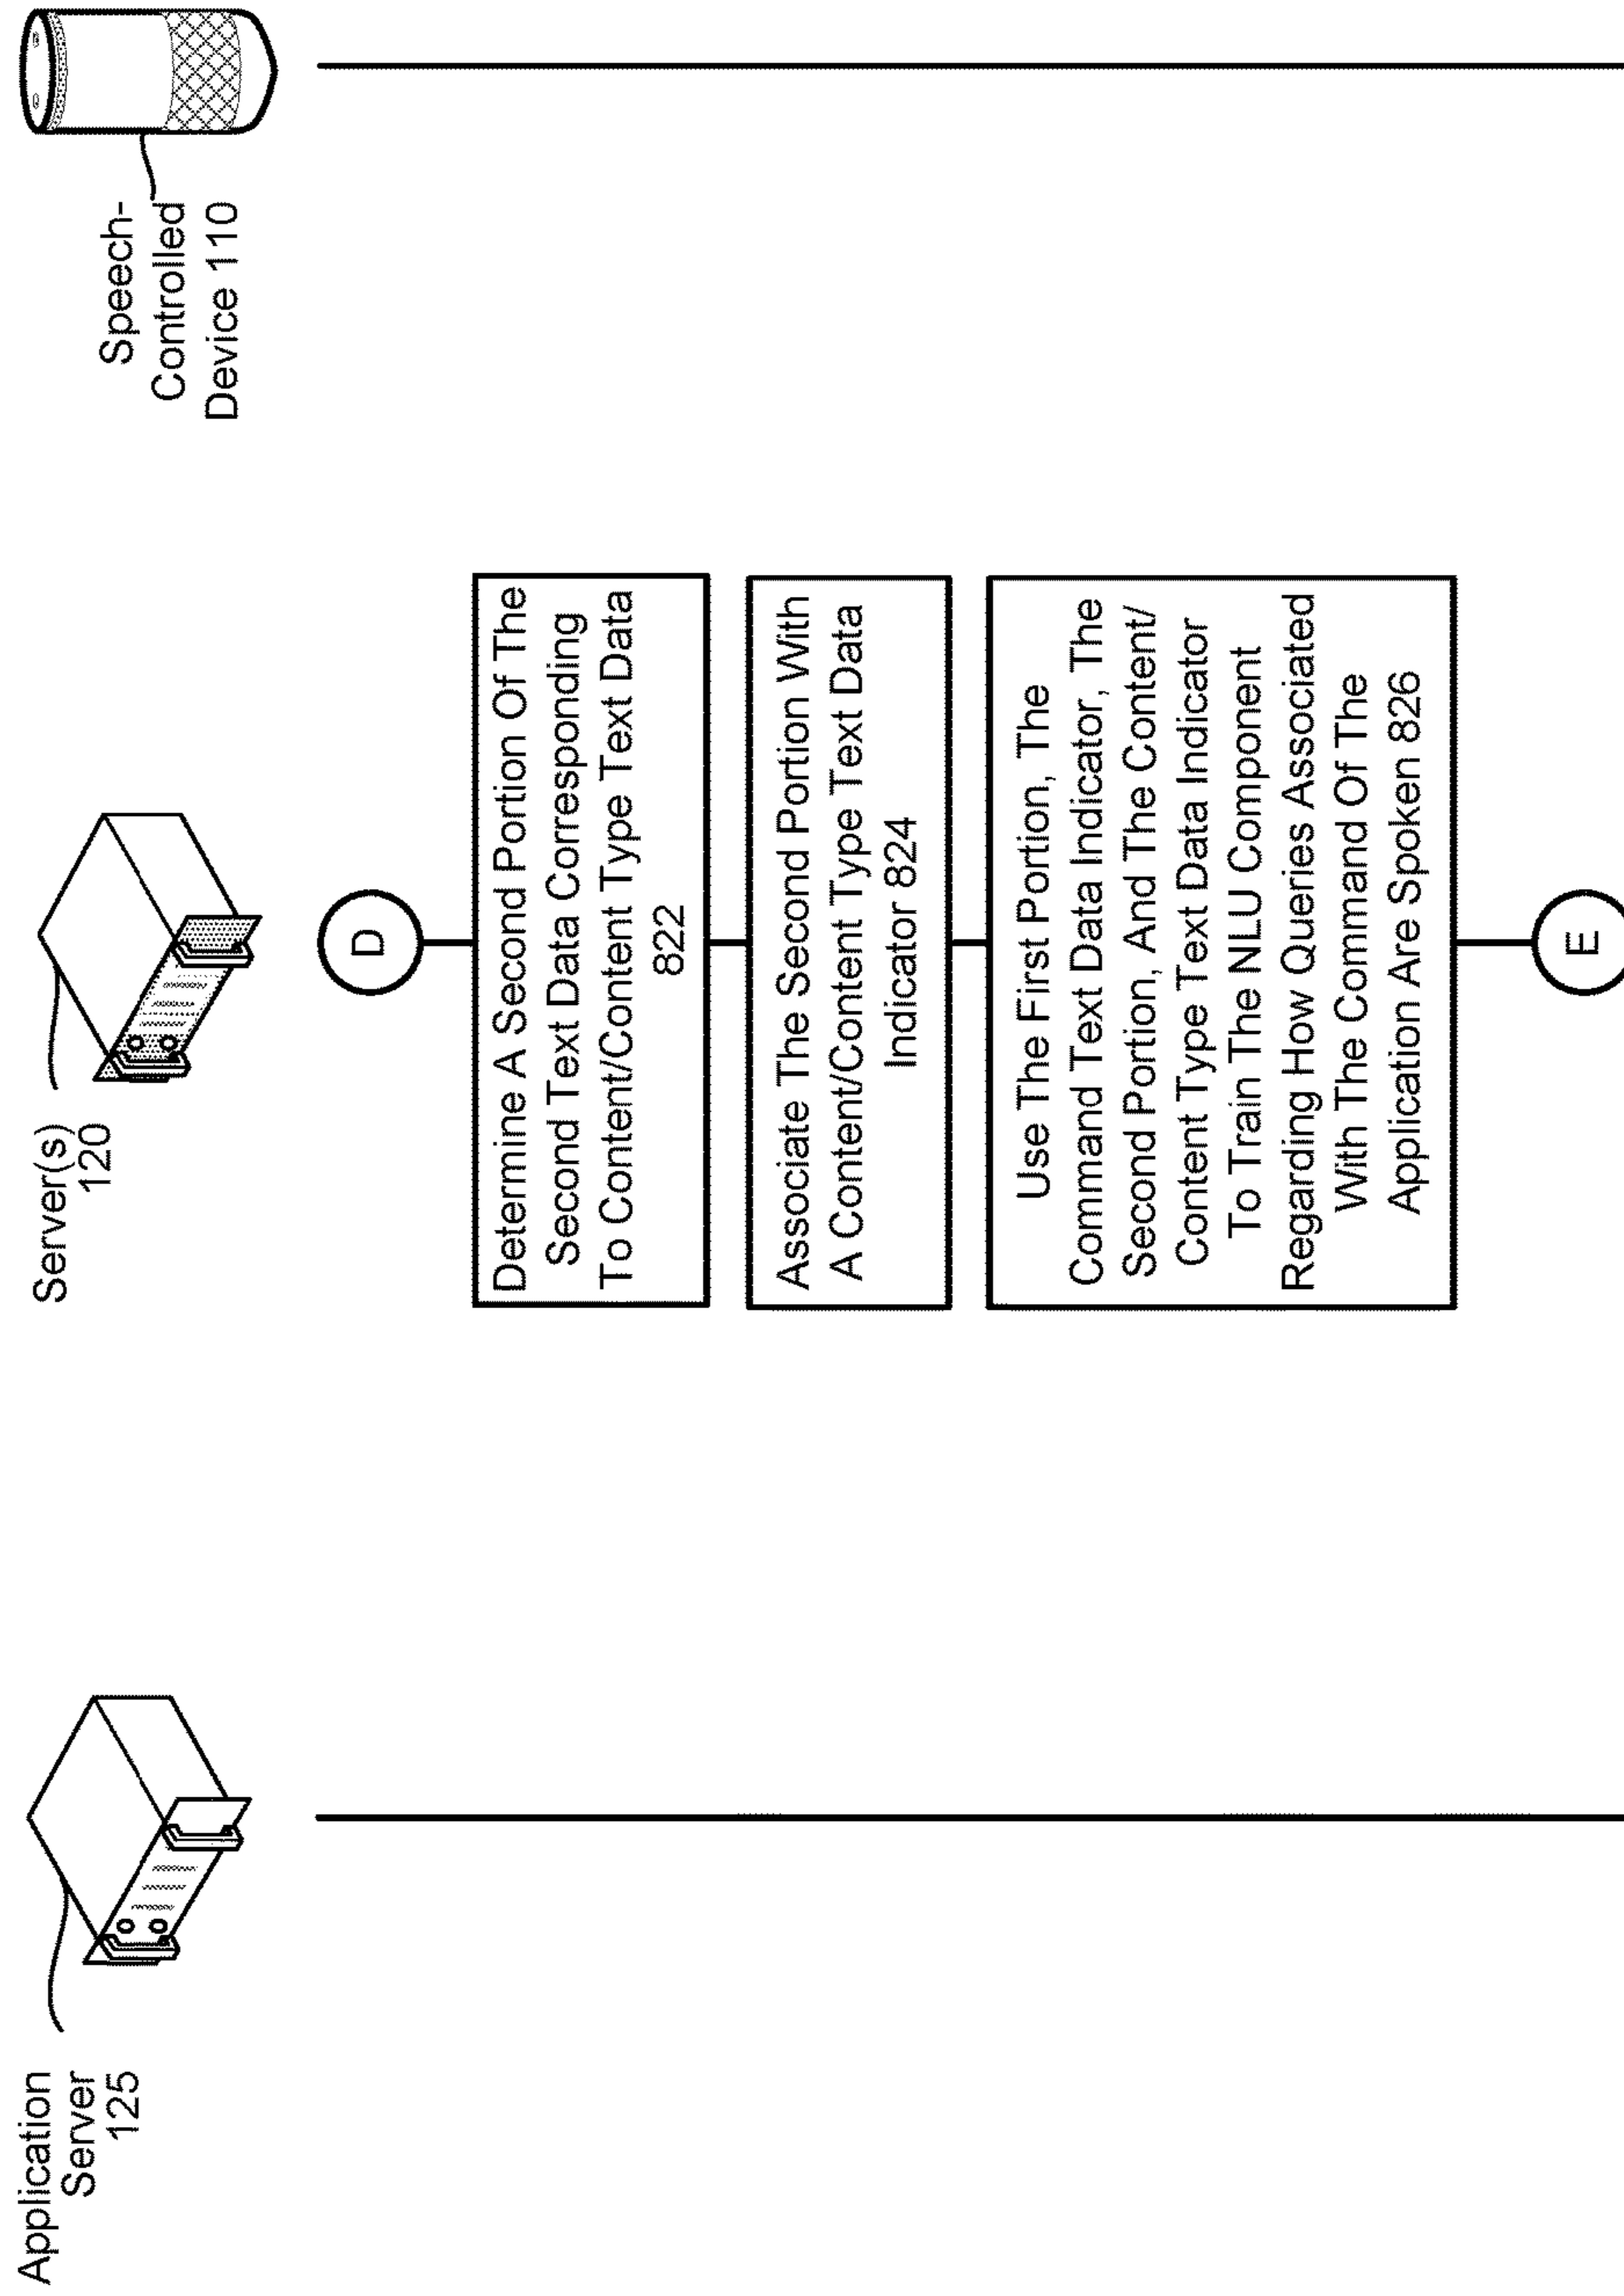 Application
Server
125
Server(s)
120
Speech-
Controlled
Device 110
D
Determine A Second Portion Of The
Second Text Data Corresponding
To Content/Content Type Text Data
822
Associate The Second Portion With
A Content/Content Type Text Data
Indicator 824
Use The First Portion, The
Command Text Data Indicator, The
Second Portion, And The Content/
Content Type Text Data Indicator
To Train The NLU Component
Regarding How Queries Associated
With The Command Of The
Application Are Spoken 826
E